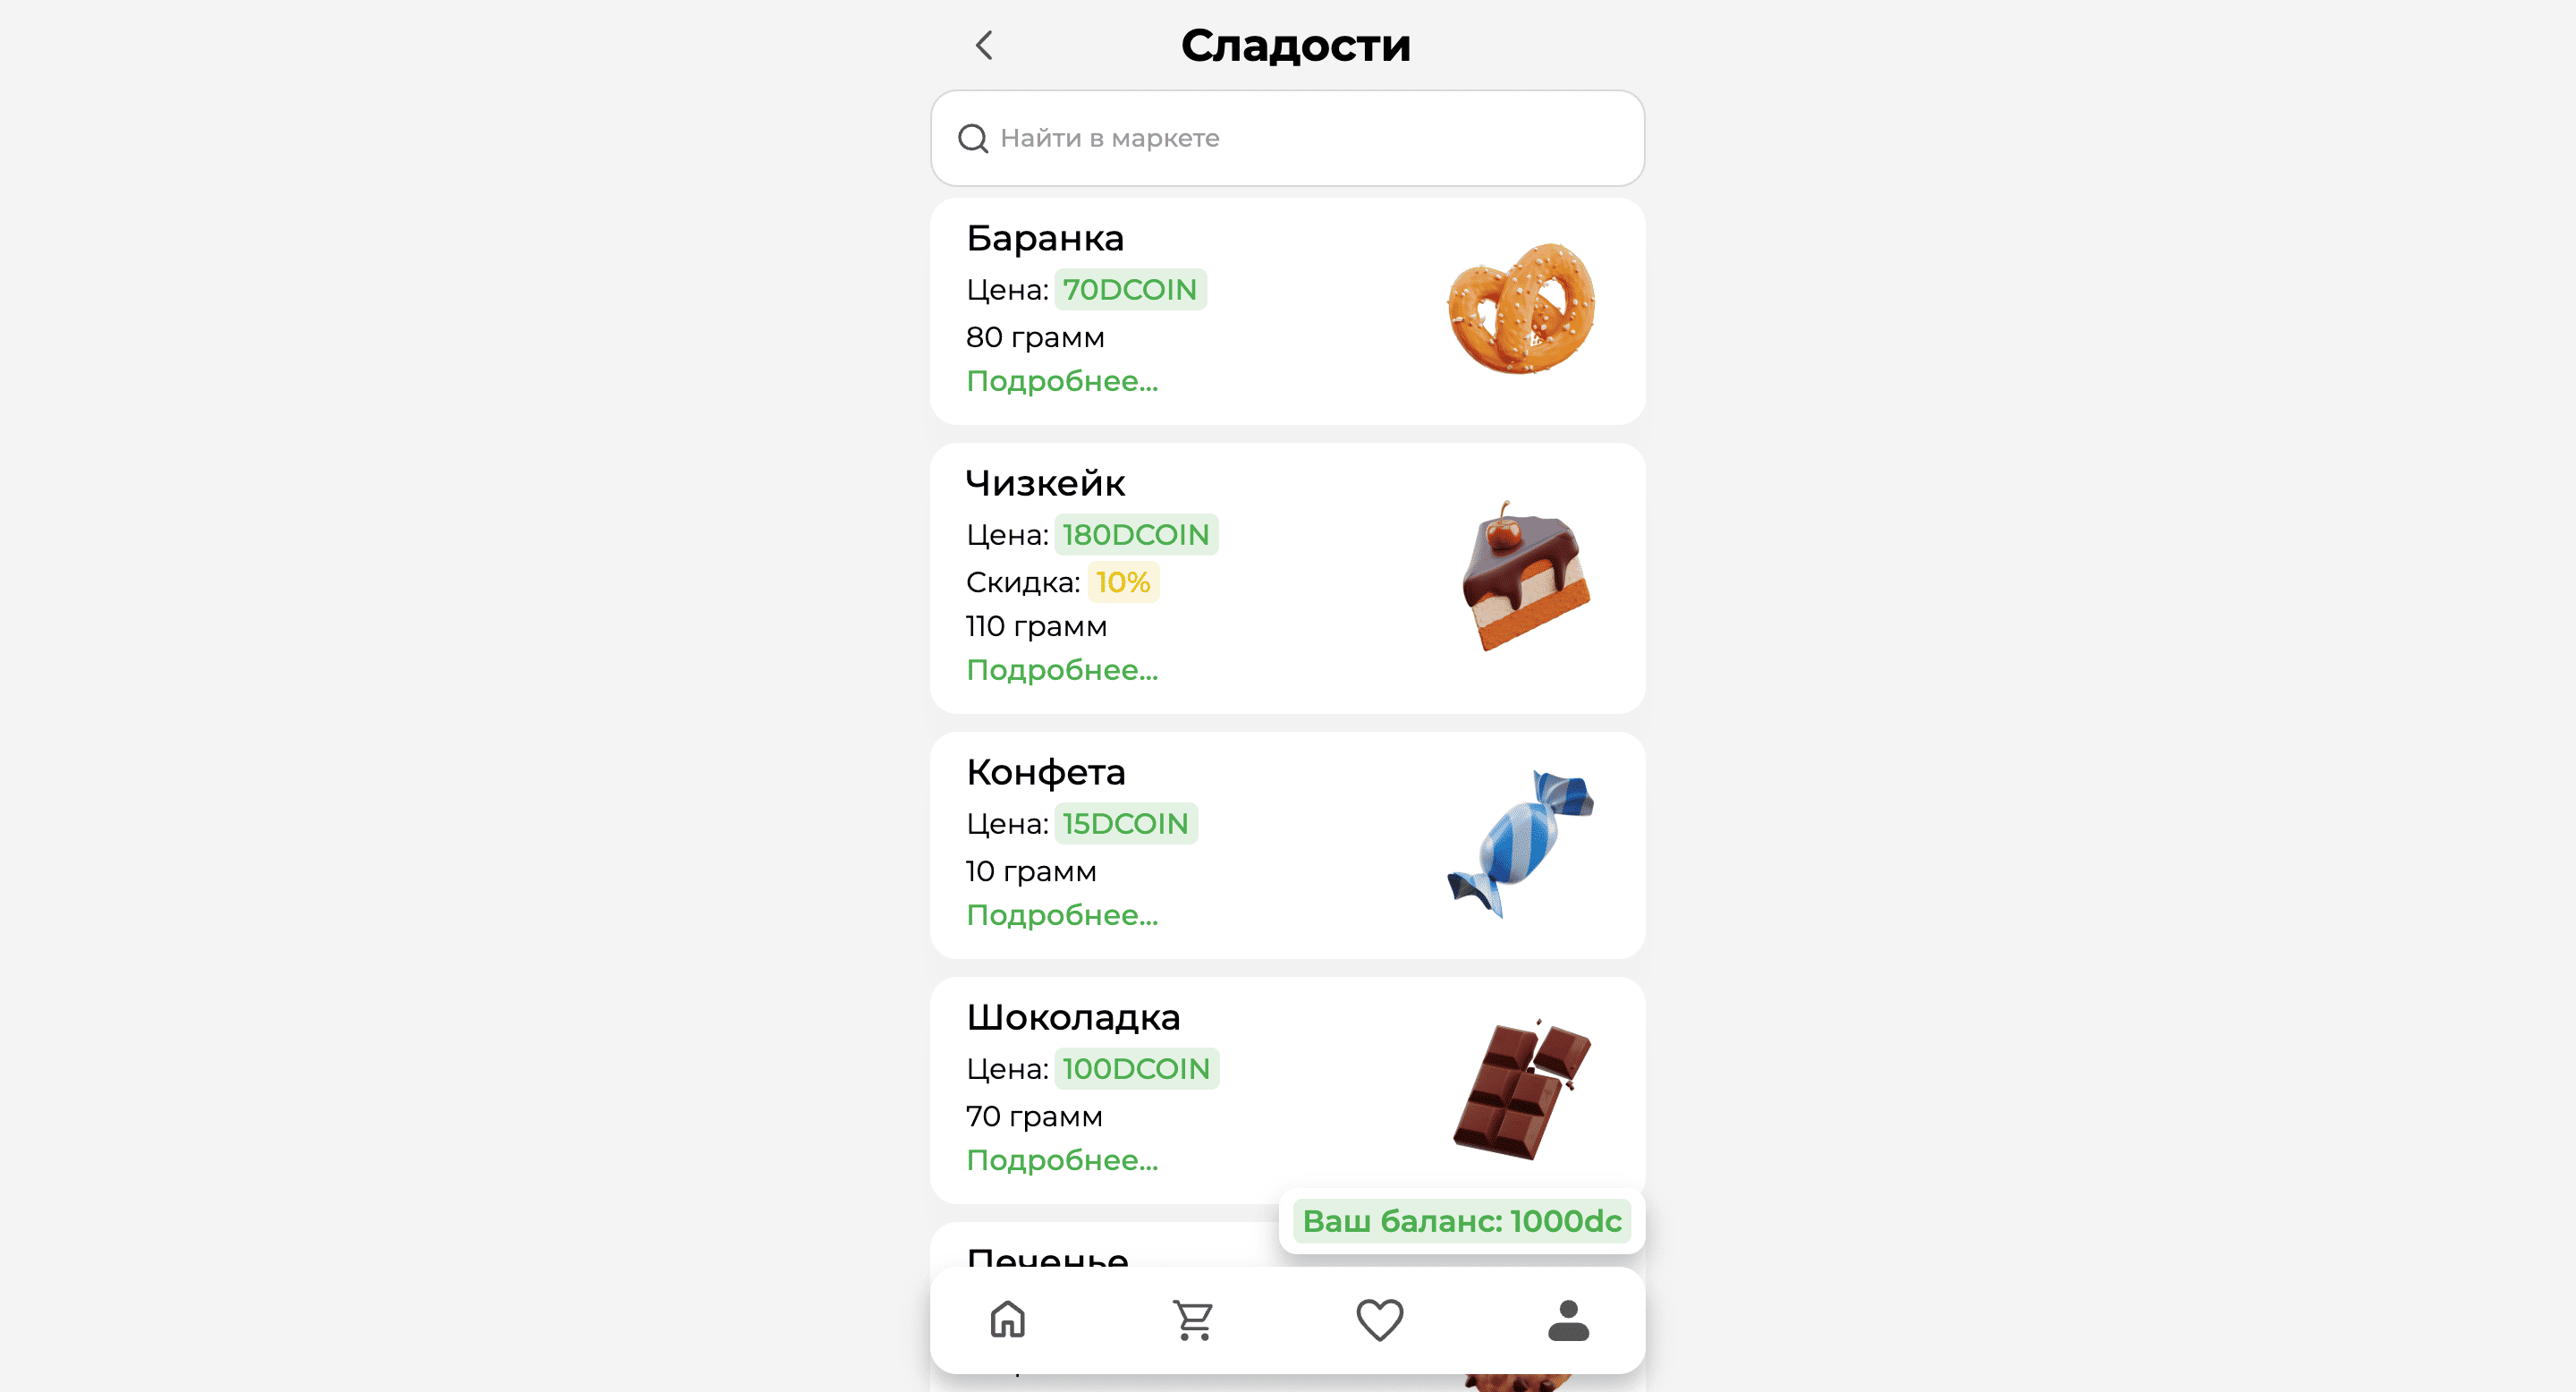 Сладости
Найти в маркете
Баранка
Цена: 70DCOIN
80 грамм
Подробнее...
Чизкейк
Цена: 180DCOIN
Скидка: 10%
110 грамм
Подробнее...
Конфета
Цена: 15DCOIN
10 грамм
Подробнее...
Шоколадка
Цена: 100DCOIN
70 грамм
Подробнее...
Ваш баланс: 1000dc
Печенье